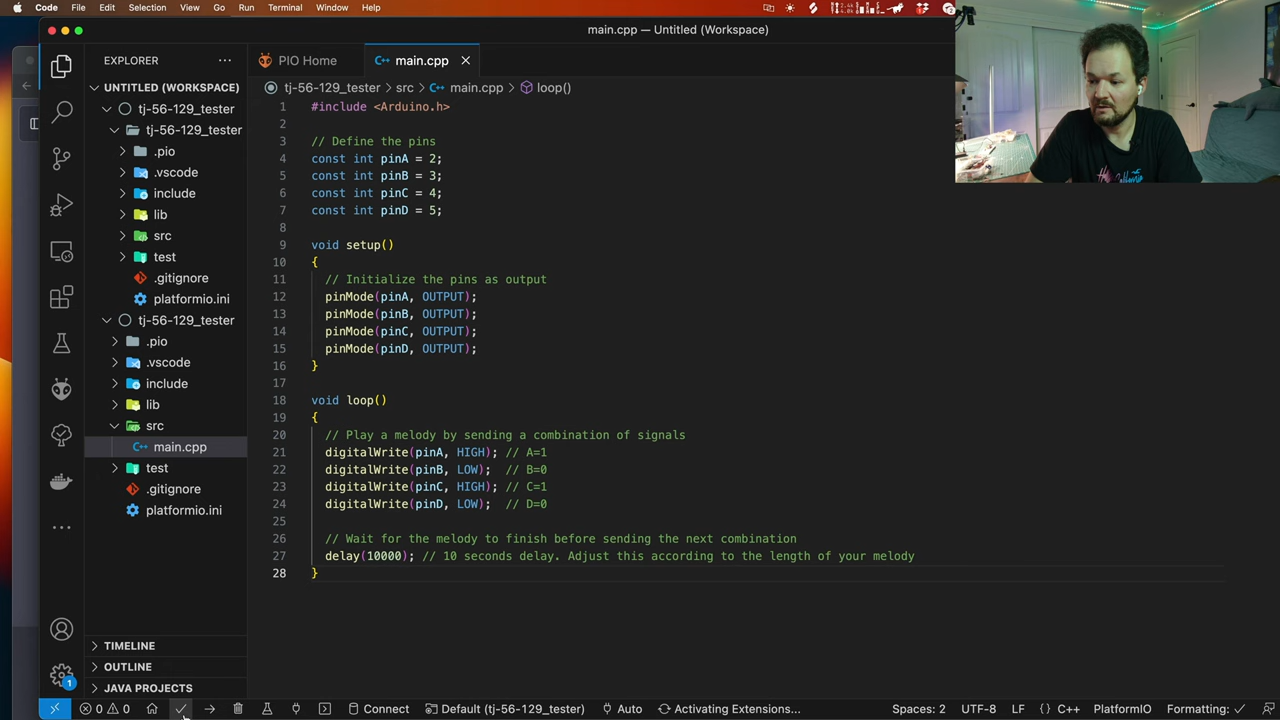 Code File Edit Selection View Go Run Terminal Window Help
main.cpp — Untitled (Workspace)
EXPLORER
PIO Home
main.cpp
UNTITLED (WORKSPACE)
tj-56-129_tester > src > main.cpp > loop()
tj-56-129_tester
tj-56-129_tester
.pio
.vscode
include
lib
src
test
.gitignore
platformio.ini
tj-56-129_tester
.pio
.vscode
include
lib
src
main.cpp
test
.gitignore
platformio.ini
TIMELINE
OUTLINE
JAVA PROJECTS
1 #include <Arduino.h>
2
3 // Define the pins
4 const int pinA = 2;
5 const int pinB = 3;
6 const int pinC = 4;
7 const int pinD = 5;
8
9 void setup()
10 {
11 // Initialize the pins as output
12 pinMode(pinA, OUTPUT);
13 pinMode(pinB, OUTPUT);
14 pinMode(pinC, OUTPUT);
15 pinMode(pinD, OUTPUT);
16 }
17
18 void loop()
19 {
20 // Play a melody by sending a combination of signals
21 digitalWrite(pinA, HIGH); // A=1
22 digitalWrite(pinB, LOW); // B=0
23 digitalWrite(pinC, HIGH); // C=1
24 digitalWrite(pinD, LOW); // D=0
25
26 // Wait for the melody to finish before sending the next combination
27 delay(10000); // 10 seconds delay. Adjust this according to the length of your melody
28 }
1
0 0 Connect Default (tj-56-129_tester) Auto Activating Extensions... Spaces: 2 UTF-8 LF {} C++ PlatformIO Formatting: ✓